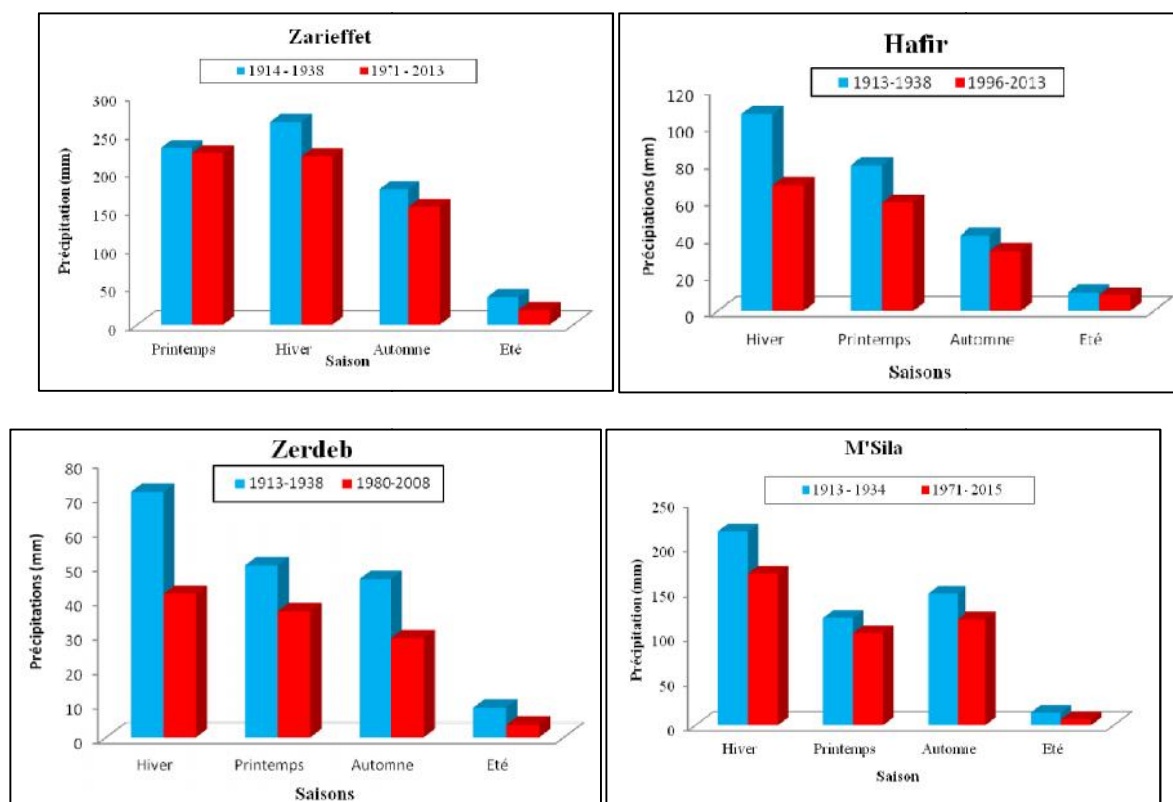 Zarieffet
1914 - 1938 1971 - 2013
Précipitation (mm)
300
250
200
150
100
50
0
Printemps Hiver Automne Eté
Saison
Hafir
1913-1938 1996-2013
Précipiations (mm)
120
100
80
60
40
20
0
Hiver Printemps Automne Eté
Saisons
Zerdeb
1913-1938 1980-2008
Précipitations (mm)
80
70
60
50
40
30
20
10
0
Hiver Printemps Automne Eté
Saisons
M'Sila
1913 - 1934 1971- 2015
Précipitation (mm)
250
200
150
100
50
0
Hiver Printemps Automne Eté
Saison